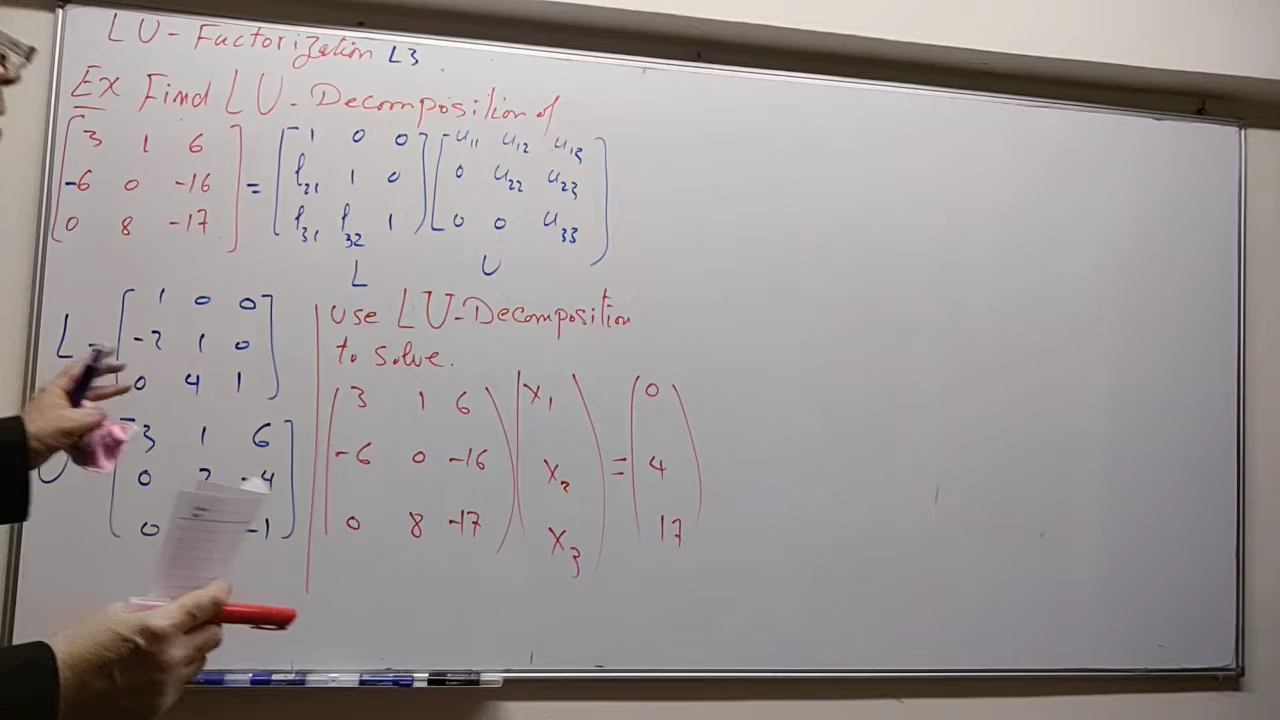 LU - Factorization L3
Ex Find LU-Decomposition of
[3 1 6] = [1 0 0] [u11 u12 u13]
[-6 0 -16] [l21 1 0] [0 u22 u23]
[0 8 -17] [l31 l32 1] [0 0 u33]
L U
L = [1 0 0]
[-2 1 0]
[0 4 1]
U [3 1 6]
[0 2 -4]
[0 -1]
use LU-Decomposition
to solve.
(3 1 6) (x1) = (0)
(-6 0 -16) (x2) (4)
(0 8 -17) (x3) (17)